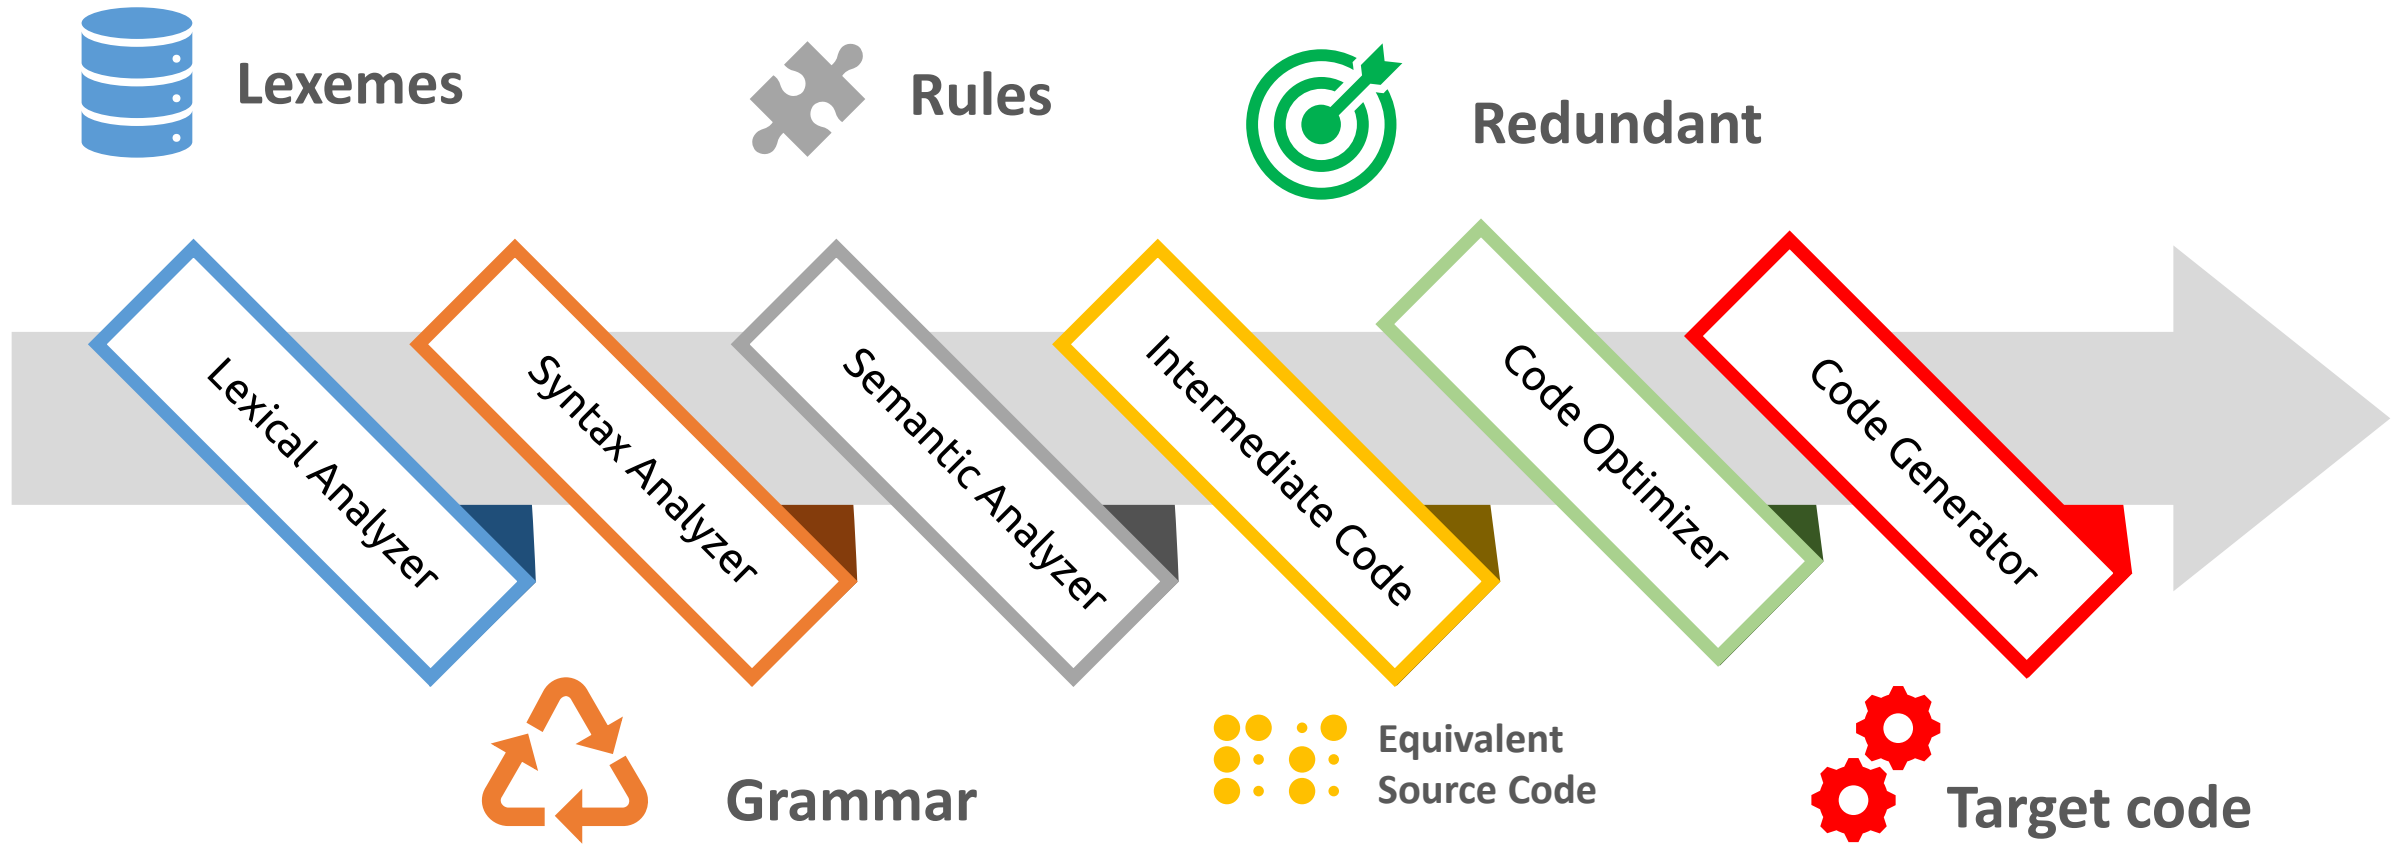 Lexemes
Rules
Redundant
Lexical Analyzer
Syntax Analyzer
Semantic Analyzer
Intermediate Code
Code Optimizer
Code Generator
Grammar
Equivalent
Source Code
Target code